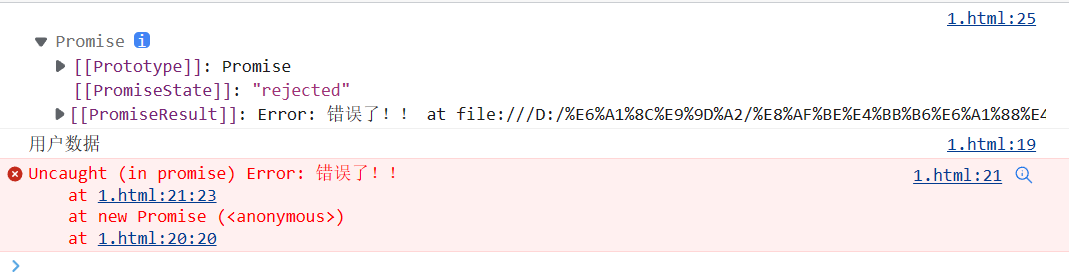 1.html:25
Promise i
[[Prototype]]: Promise
[[PromiseState]]: "rejected"
[[PromiseResult]]: Error: 错误了！！ at file:///D:/%E6%A1%8C%E9%9D%A2/%E8%AF%BE%E4%BB%B6%E6%A1%88%E4
用户数据 1.html:19
Uncaught (in promise) Error: 错误了！！ 1.html:21
at 1.html:21:23
at new Promise (<anonymous>)
at 1.html:20:20